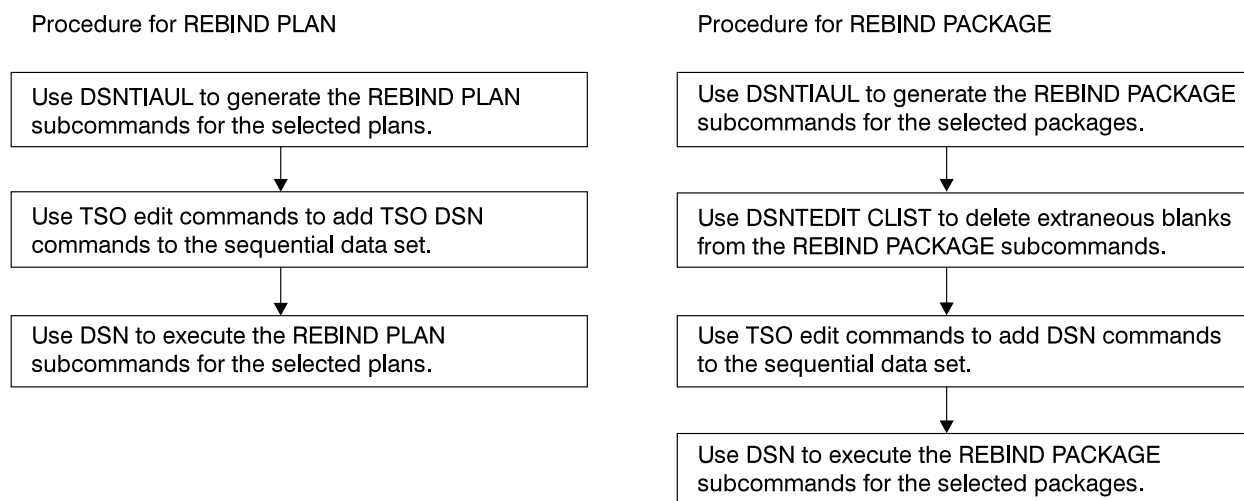 Procedure for REBIND PLAN
Use DSNTIAUL to generate the REBIND PLAN
subcommands for the selected plans.
Use TSO edit commands to add TSO DSN
commands to the sequential data set.
Use DSN to execute the REBIND PLAN
subcommands for the selected plans.
Procedure for REBIND PACKAGE
Use DSNTIAUL to generate the REBIND PACKAGE
subcommands for the selected packages.
Use DSNTEDIT CLIST to delete extraneous blanks
from the REBIND PACKAGE subcommands.
Use TSO edit commands to add DSN commands
to the sequential data set.
Use DSN to execute the REBIND PACKAGE
subcommands for the selected packages.